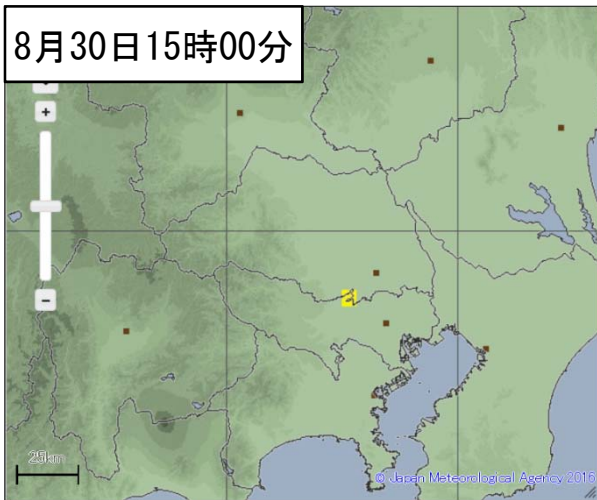 8月30日15時00分
+
−
25km
© Japan Meteorological Agency 2016